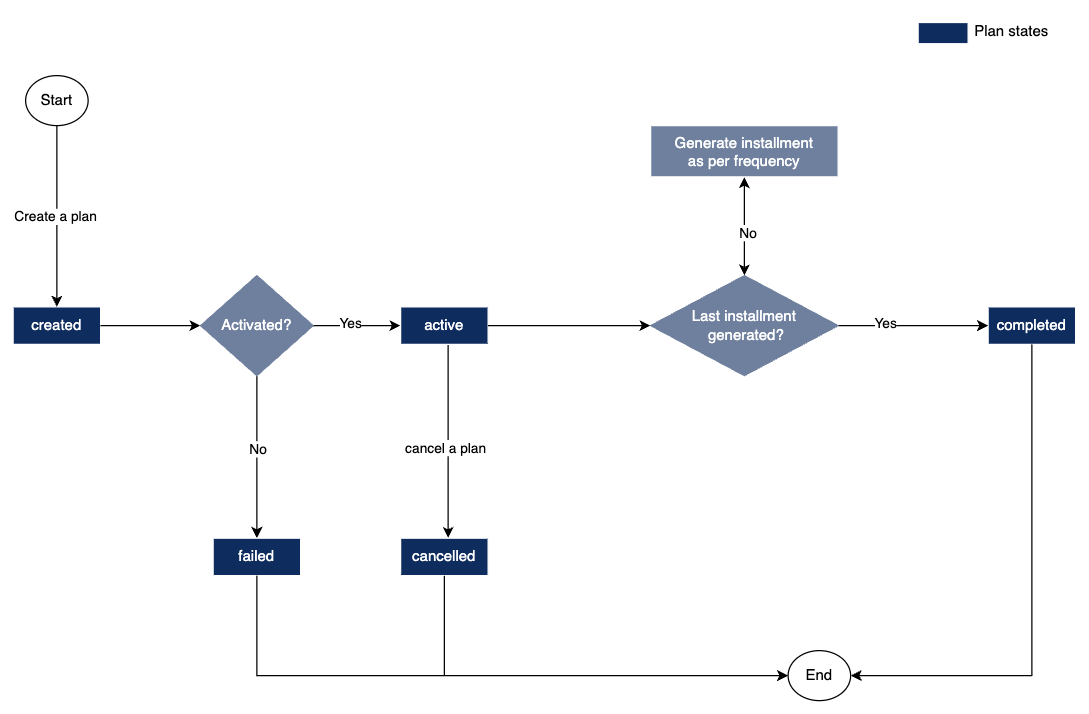 Plan states
Start
Generate installment
as per frequency
Create a plan
No
created
Activated?
Yes
active
Last installment
generated?
Yes
completed
No
cancel a plan
failed
cancelled
End